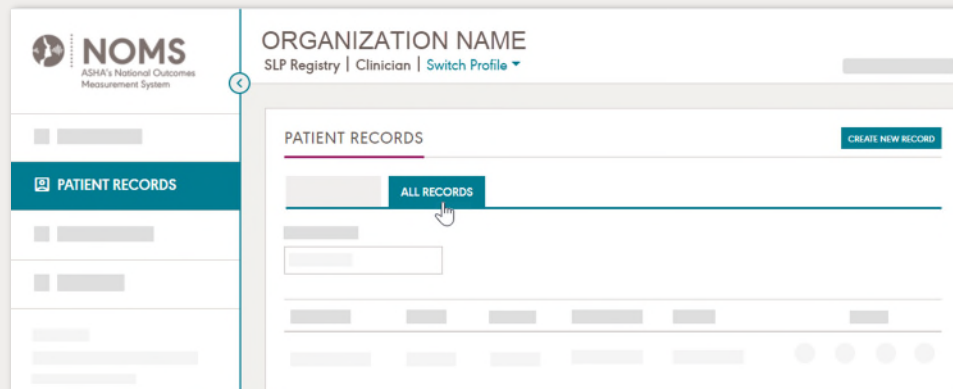 NOMS
ASHA's National Outcomes
Measurement System
ORGANIZATION NAME
SLP Registry | Clinician | Switch Profile
PATIENT RECORDS
CREATE NEW RECORD
PATIENT RECORDS
ALL RECORDS